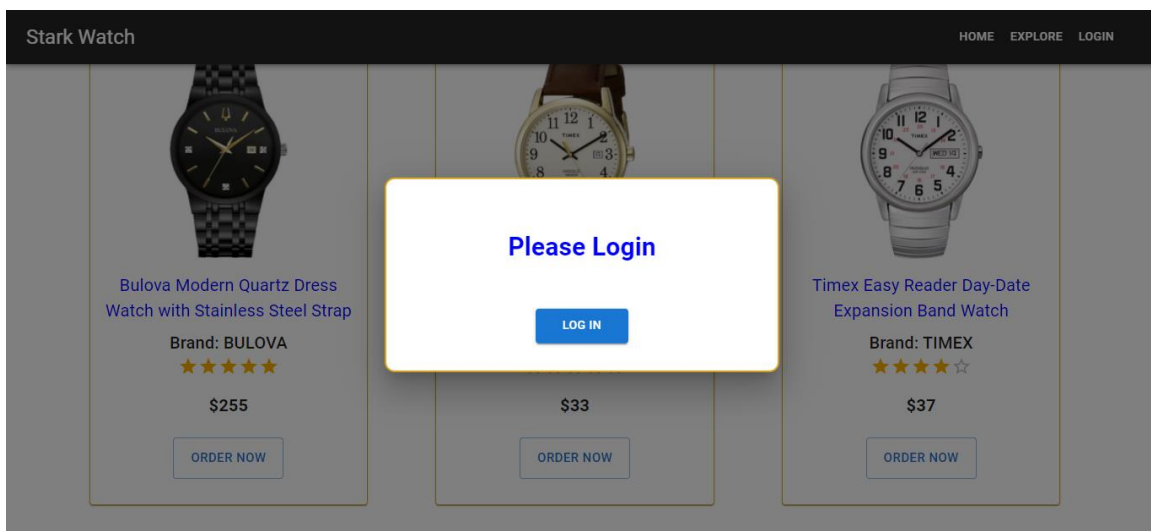 Stark Watch
HOME EXPLORE LOGIN
BULOVA
TIMEX
Please Login
LOG IN
Bulova Modern Quartz Dress
Watch with Stainless Steel Strap
Brand: BULOVA
$255
ORDER NOW
$33
ORDER NOW
Timex Easy Reader Day-Date
Expansion Band Watch
Brand: TIMEX
$37
ORDER NOW